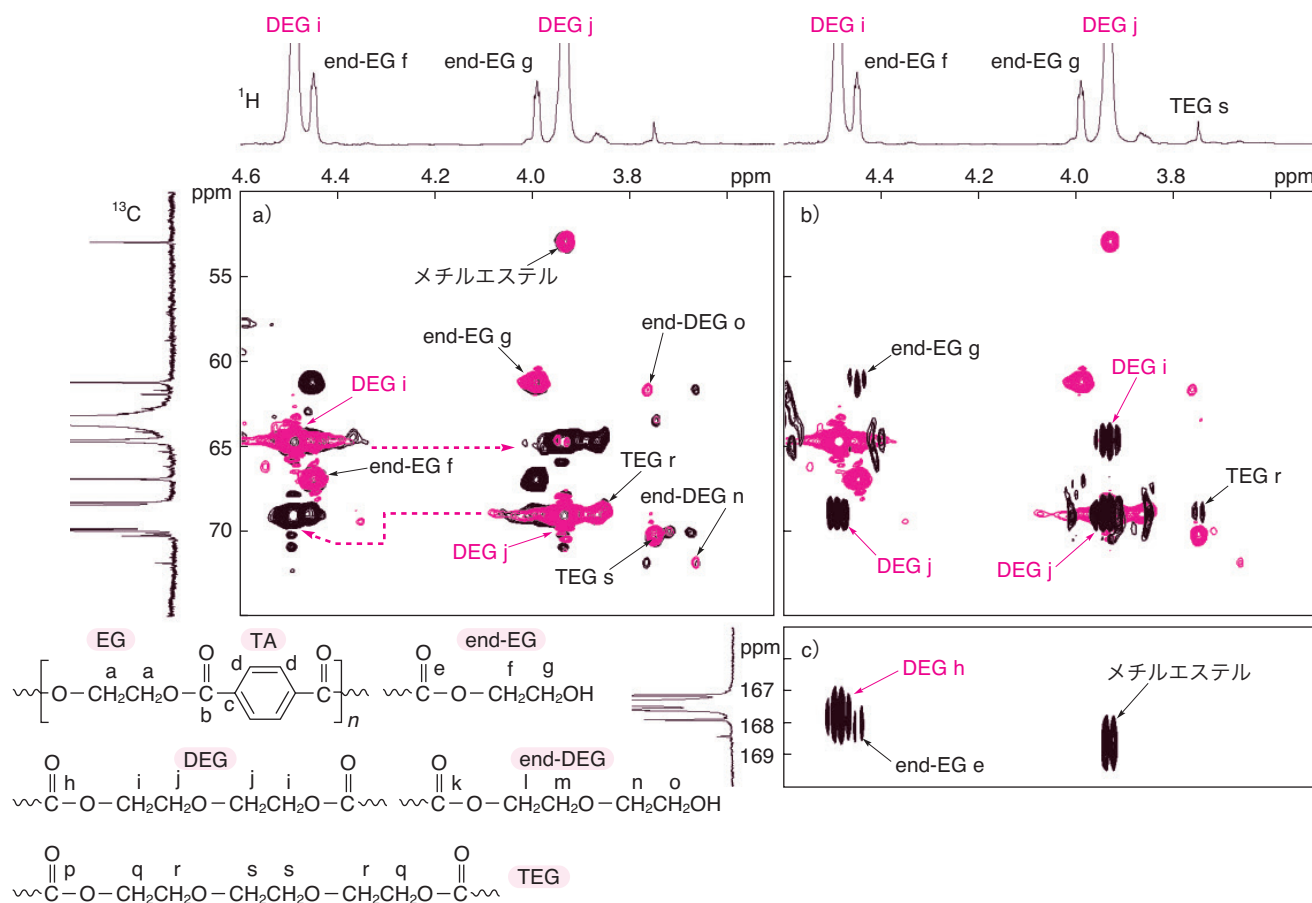 DEG i DEG j DEG i DEG j
end-EG f end-EG g end-EG f end-EG g
¹H TEG s
4.6 4.4 4.2 4.0 3.8 ppm 4.4 4.2 4.0 3.8 ppm
ppm
¹³C a) b)
メチルエステル
55
end-DEG o
end-EG g end-EG g
60
DEG i DEG i
65
end-EG f TEG r TEG r
end-DEG n
70
DEG j TEG s DEG j DEG j
EG TA end-EG ppm c)
DEG h メチルエステル
O O O
a a d d e f g
O—CH₂CH₂O—C C O—CH₂CH₂OH
b c n
167
168
169
end-EG e
DEG end-DEG
O O O
h i j j i k l m n o
C—O—CH₂CH₂O—CH₂CH₂O—C C—O—CH₂CH₂O—CH₂CH₂OH
O O
p q r s s r q
C—O—CH₂CH₂O—CH₂CH₂O—CH₂CH₂O—C TEG